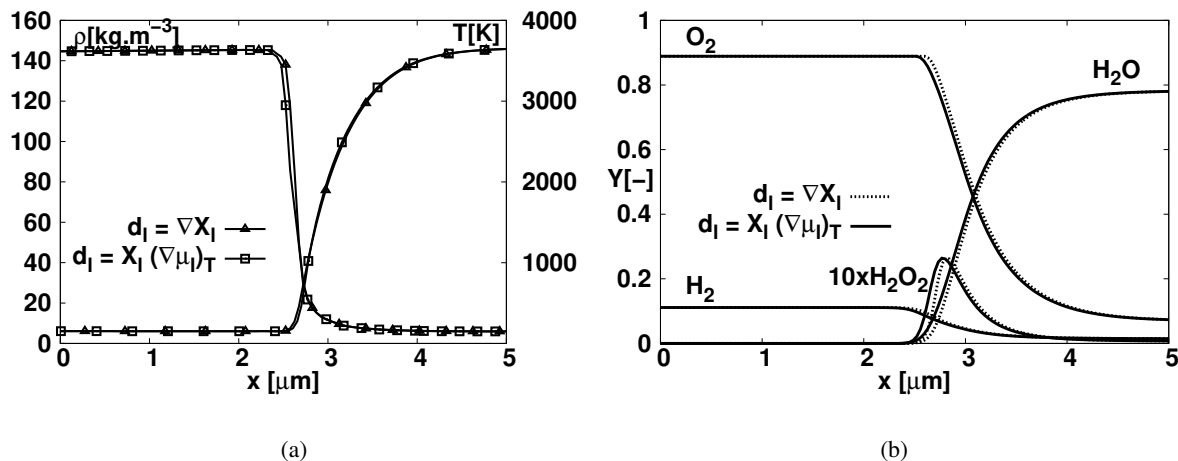 ρ[kg.m⁻³] T[K]
160 4000
140
120 3000
100
80 2000
60
40 1000
20
0
d_I = ∇X_I
d_I = X_I (∇μ_I)_T
0 1 2 3 4 5
x [μm]
(a)
1
0.8
0.6
Y[–]
0.4
0.2
0
O₂
H₂O
d_I = ∇X_I
d_I = X_I (∇μ_I)_T
10xH₂O₂
H₂
0 1 2 3 4 5
x [μm]
(b)